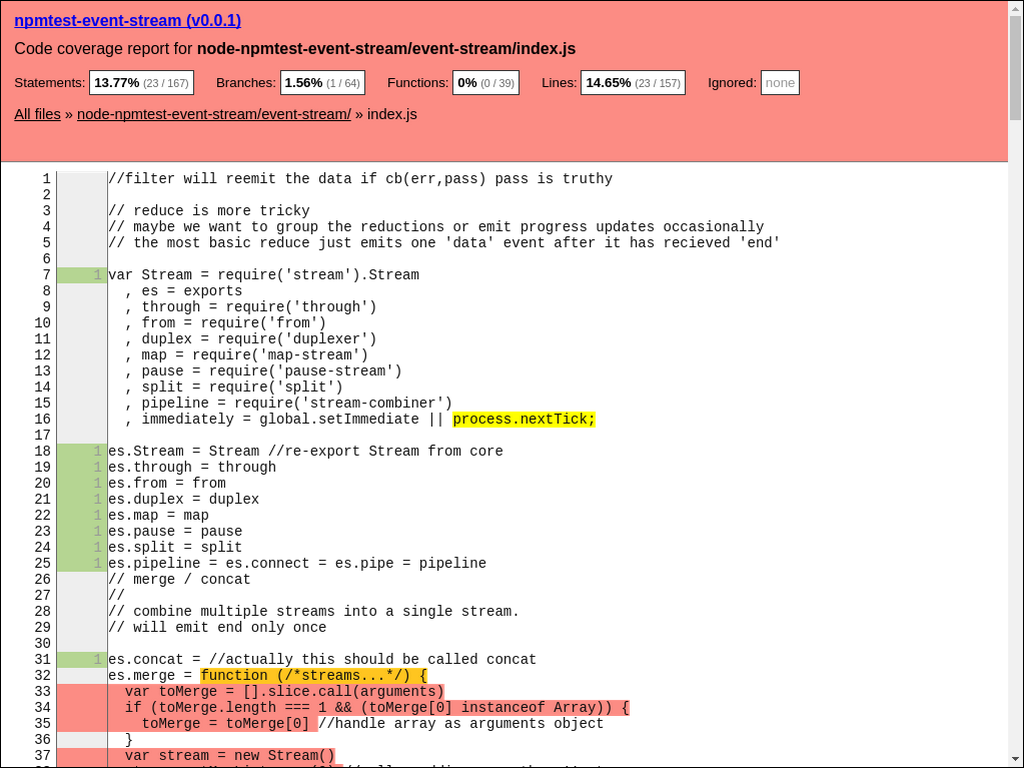 npmtest-event-stream (v0.0.1)
Code coverage report for node-npmtest-event-stream/event-stream/index.js
Statements: 13.77% (23 / 167) Branches: 1.56% (1 / 64) Functions: 0% (0 / 39) Lines: 14.65% (23 / 157) Ignored: none
All files » node-npmtest-event-stream/event-stream/ » index.js
1 //filter will reemit the data if cb(err,pass) pass is truthy
2
3 // reduce is more tricky
4 // maybe we want to group the reductions or emit progress updates occasionally
5 // the most basic reduce just emits one 'data' event after it has recieved 'end'
6
7 1 var Stream = require('stream').Stream
8 , es = exports
9 , through = require('through')
10 , from = require('from')
11 , duplex = require('duplexer')
12 , map = require('map-stream')
13 , pause = require('pause-stream')
14 , split = require('split')
15 , pipeline = require('stream-combiner')
16 , immediately = global.setImmediate || process.nextTick;
17
18 1 es.Stream = Stream //re-export Stream from core
19 1 es.through = through
20 1 es.from = from
21 1 es.duplex = duplex
22 1 es.map = map
23 1 es.pause = pause
24 1 es.split = split
25 1 es.pipeline = es.connect = es.pipe = pipeline
26 // merge / concat
27 //
28 // combine multiple streams into a single stream.
29 // will emit end only once
30
31 1 es.concat = //actually this should be called concat
32 es.merge = function (/*streams...*/) {
33 var toMerge = [].slice.call(arguments)
34 if (toMerge.length === 1 && (toMerge[0] instanceof Array)) {
35 toMerge = toMerge[0] //handle array as arguments object
36 }
37 var stream = new Stream()